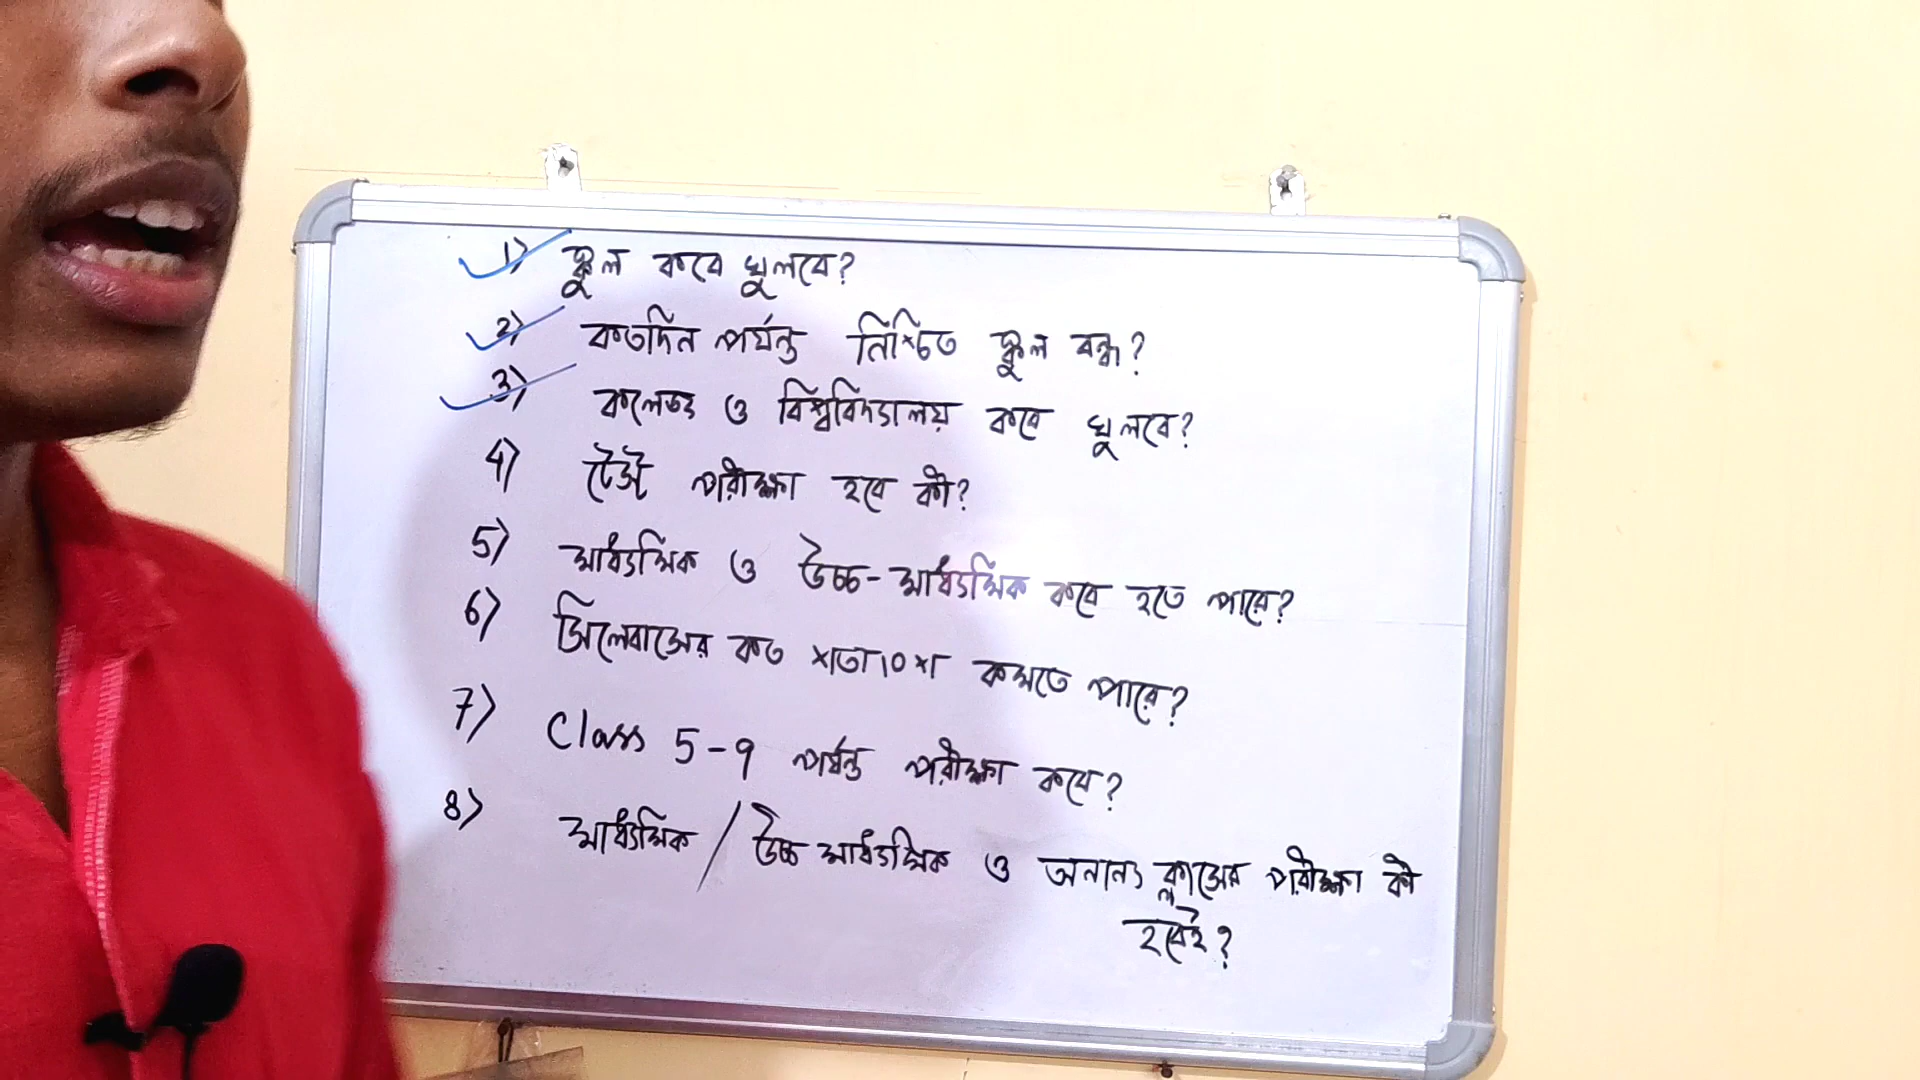 1) স্কুল কবে খুলবে?
2) কতদিন পর্যন্ত নিশ্চিত স্কুল বন্ধ?
3) কলেজ ও বিশ্ববিদ্যালয় কবে খুলবে?
4) টেস্ট পরীক্ষা হবে কী?
5) মাধ্যমিক ও উচ্চ-মাধ্যমিক কবে হতে পারে?
6) সিলেবাসের কত শতাংশ কমতে পারে?
7) Class 5-9 পর্যন্ত পরীক্ষা কবে?
8) মাধ্যমিক / উচ্চ মাধ্যমিক ও অনান্য ক্লাসের পরীক্ষা কী
হবেই?